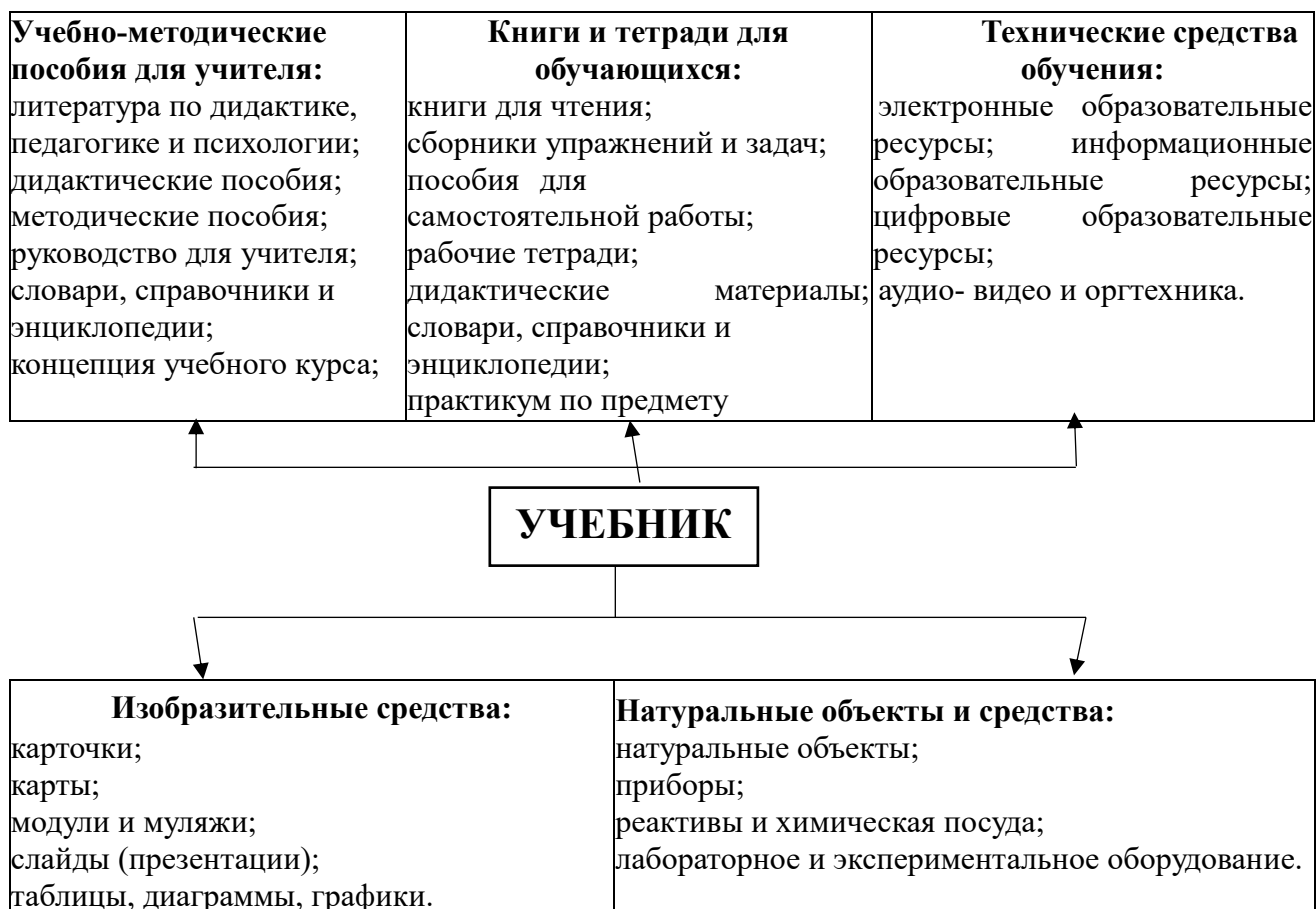 Учебно-методические
пособия для учителя:
литература по дидактике,
педагогике и психологии;
дидактические пособия;
методические пособия;
руководство для учителя;
словари, справочники и
энциклопедии;
концепция учебного курса;
Книги и тетради для
обучающихся:
книги для чтения;
сборники упражнений и задач;
пособия для
самостоятельной работы;
рабочие тетради;
дидактические материалы;
словари, справочники и
энциклопедии;
практикум по предмету
Технические средства
обучения:
электронные образовательные
ресурсы; информационные
образовательные ресурсы;
цифровые образовательные
ресурсы;
аудио- видео и оргтехника.
УЧЕБНИК
Изобразительные средства:
карточки;
карты;
модули и муляжи;
слайды (презентации);
таблицы, диаграммы, графики.
Натуральные объекты и средства:
натуральные объекты;
приборы;
реактивы и химическая посуда;
лабораторное и экспериментальное оборудование.